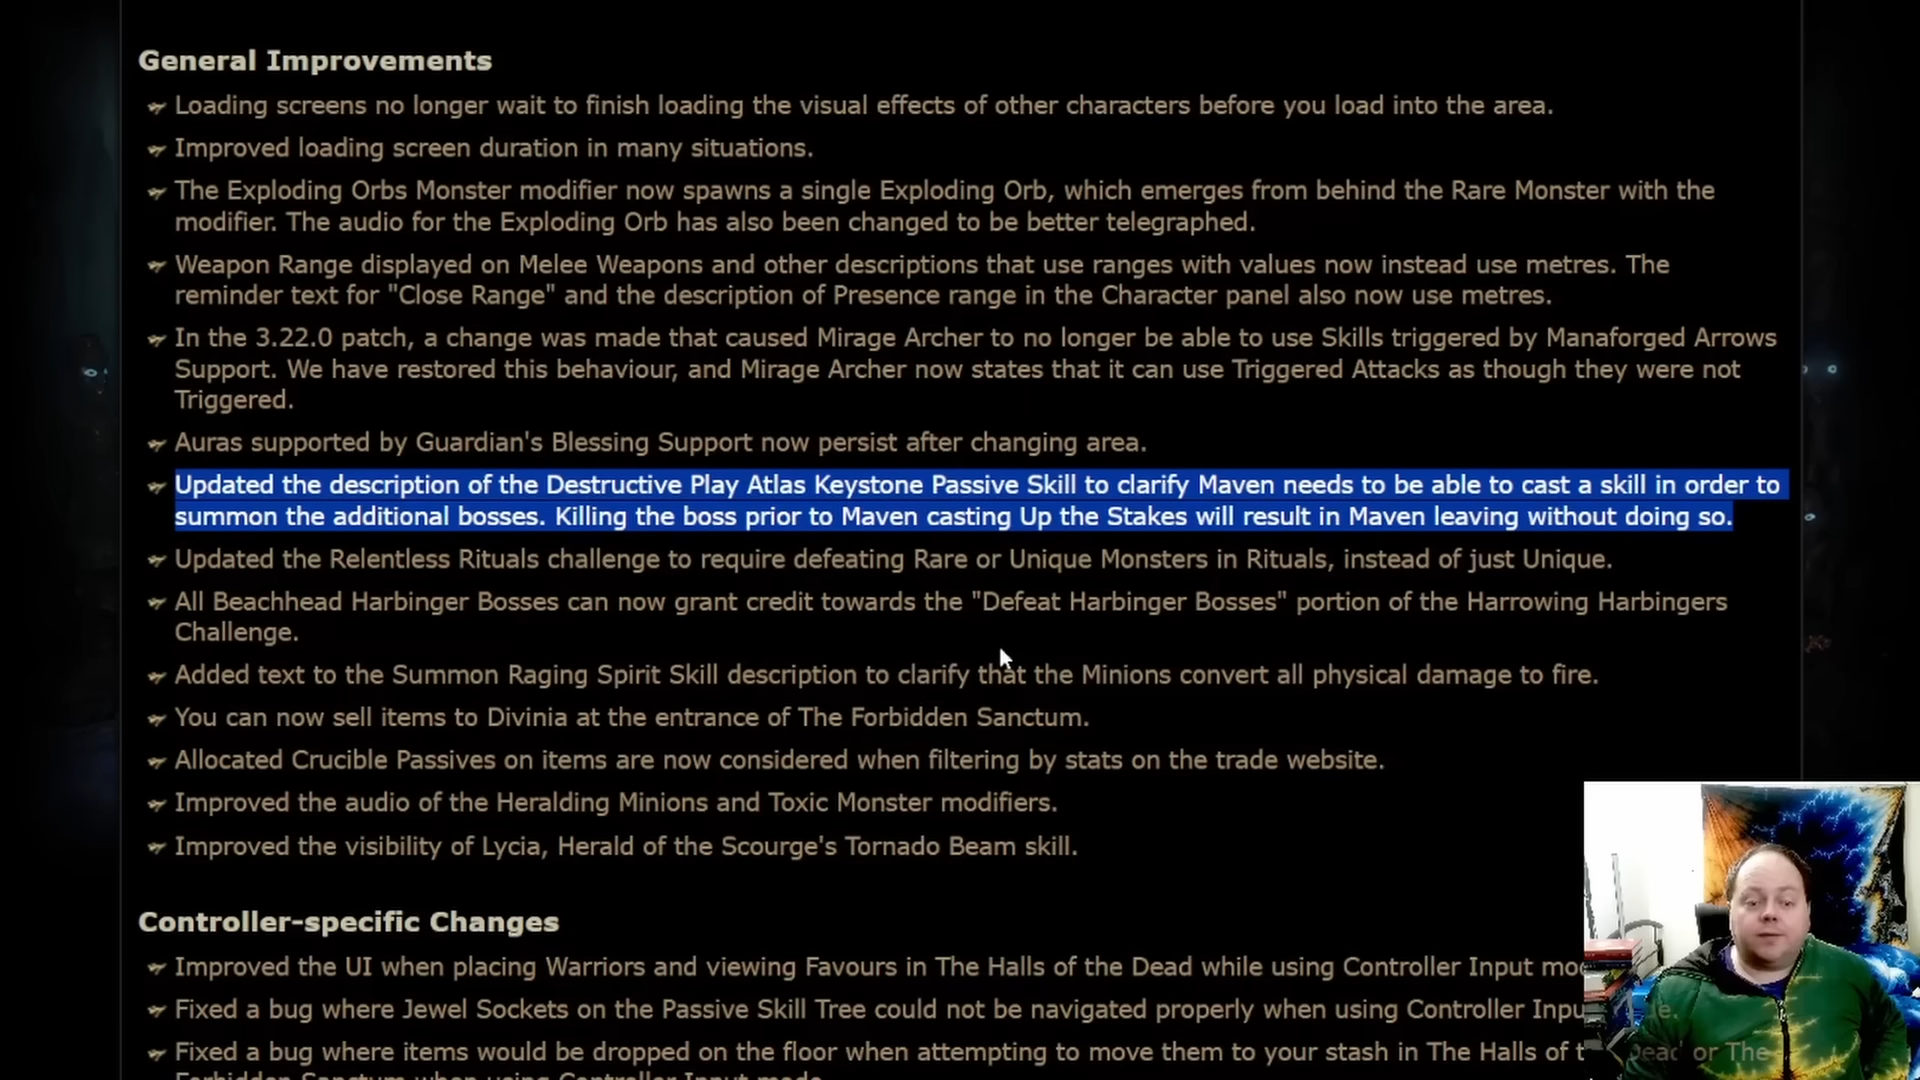 General Improvements
Loading screens no longer wait to finish loading the visual effects of other characters before you load into the area.
Improved loading screen duration in many situations.
The Exploding Orbs Monster modifier now spawns a single Exploding Orb, which emerges from behind the Rare Monster with the
modifier. The audio for the Exploding Orb has also been changed to be better telegraphed.
Weapon Range displayed on Melee Weapons and other descriptions that use ranges with values now instead use metres. The
reminder text for "Close Range" and the description of Presence range in the Character panel also now use metres.
In the 3.22.0 patch, a change was made that caused Mirage Archer to no longer be able to use Skills triggered by Manaforged Arrows
Support. We have restored this behaviour, and Mirage Archer now states that it can use Triggered Attacks as though they were not
Triggered.
Auras supported by Guardian's Blessing Support now persist after changing area.
Updated the description of the Destructive Play Atlas Keystone Passive Skill to clarify Maven needs to be able to cast a skill in order to
summon the additional bosses. Killing the boss prior to Maven casting Up the Stakes will result in Maven leaving without doing so.
Updated the Relentless Rituals challenge to require defeating Rare or Unique Monsters in Rituals, instead of just Unique.
All Beachhead Harbinger Bosses can now grant credit towards the "Defeat Harbinger Bosses" portion of the Harrowing Harbingers
Challenge.
Added text to the Summon Raging Spirit Skill description to clarify that the Minions convert all physical damage to fire.
You can now sell items to Divinia at the entrance of The Forbidden Sanctum.
Allocated Crucible Passives on items are now considered when filtering by stats on the trade website.
Improved the audio of the Heralding Minions and Toxic Monster modifiers.
Improved the visibility of Lycia, Herald of the Scourge's Tornado Beam skill.
Controller-specific Changes
Improved the UI when placing Warriors and viewing Favours in The Halls of the Dead while using Controller Input
Fixed a bug where Jewel Sockets on the Passive Skill Tree could not be navigated properly when using Controller
Fixed a bug where items would be dropped on the floor when attempting to move them to your stash in The Halls of Dead or The
Forbidden Sanctum when using Controller Input mode.